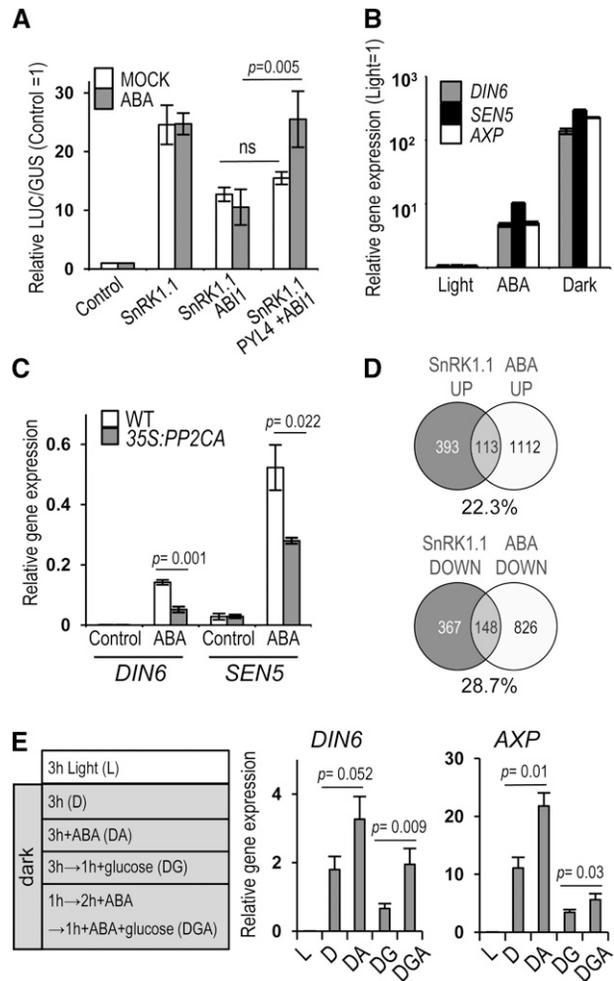 A
Relative LUC/GUS (Control =1)
30
20
10
0
MOCK
ABA
p=0.005
ns
Control
SnRK1.1
SnRK1.1
ABI1
SnRK1.1
PYL4 +ABI1
B
Relative gene expression (Light=1)
10³
10²
10¹
DIN6
SEN5
AXP
Light
ABA
Dark
C
Relative gene expression
0.6
0.4
0.2
0
WT
35S:PP2CA
p= 0.022
p= 0.001
Control
ABA
Control
ABA
DIN6
SEN5
D
SnRK1.1
UP
ABA
UP
393
113
1112
22.3%
SnRK1.1
DOWN
ABA
DOWN
367
148
826
28.7%
E
dark
3h Light (L)
3h (D)
3h+ABA (DA)
3h→1h+glucose (DG)
1h→2h+ABA
→1h+ABA+glucose (DGA)
Relative gene expression
DIN6
4
2
0
p= 0.052
p= 0.009
L
D
DA
DG
DGA
AXP
30
20
10
0
p= 0.01
p= 0.03
L
D
DA
DG
DGA